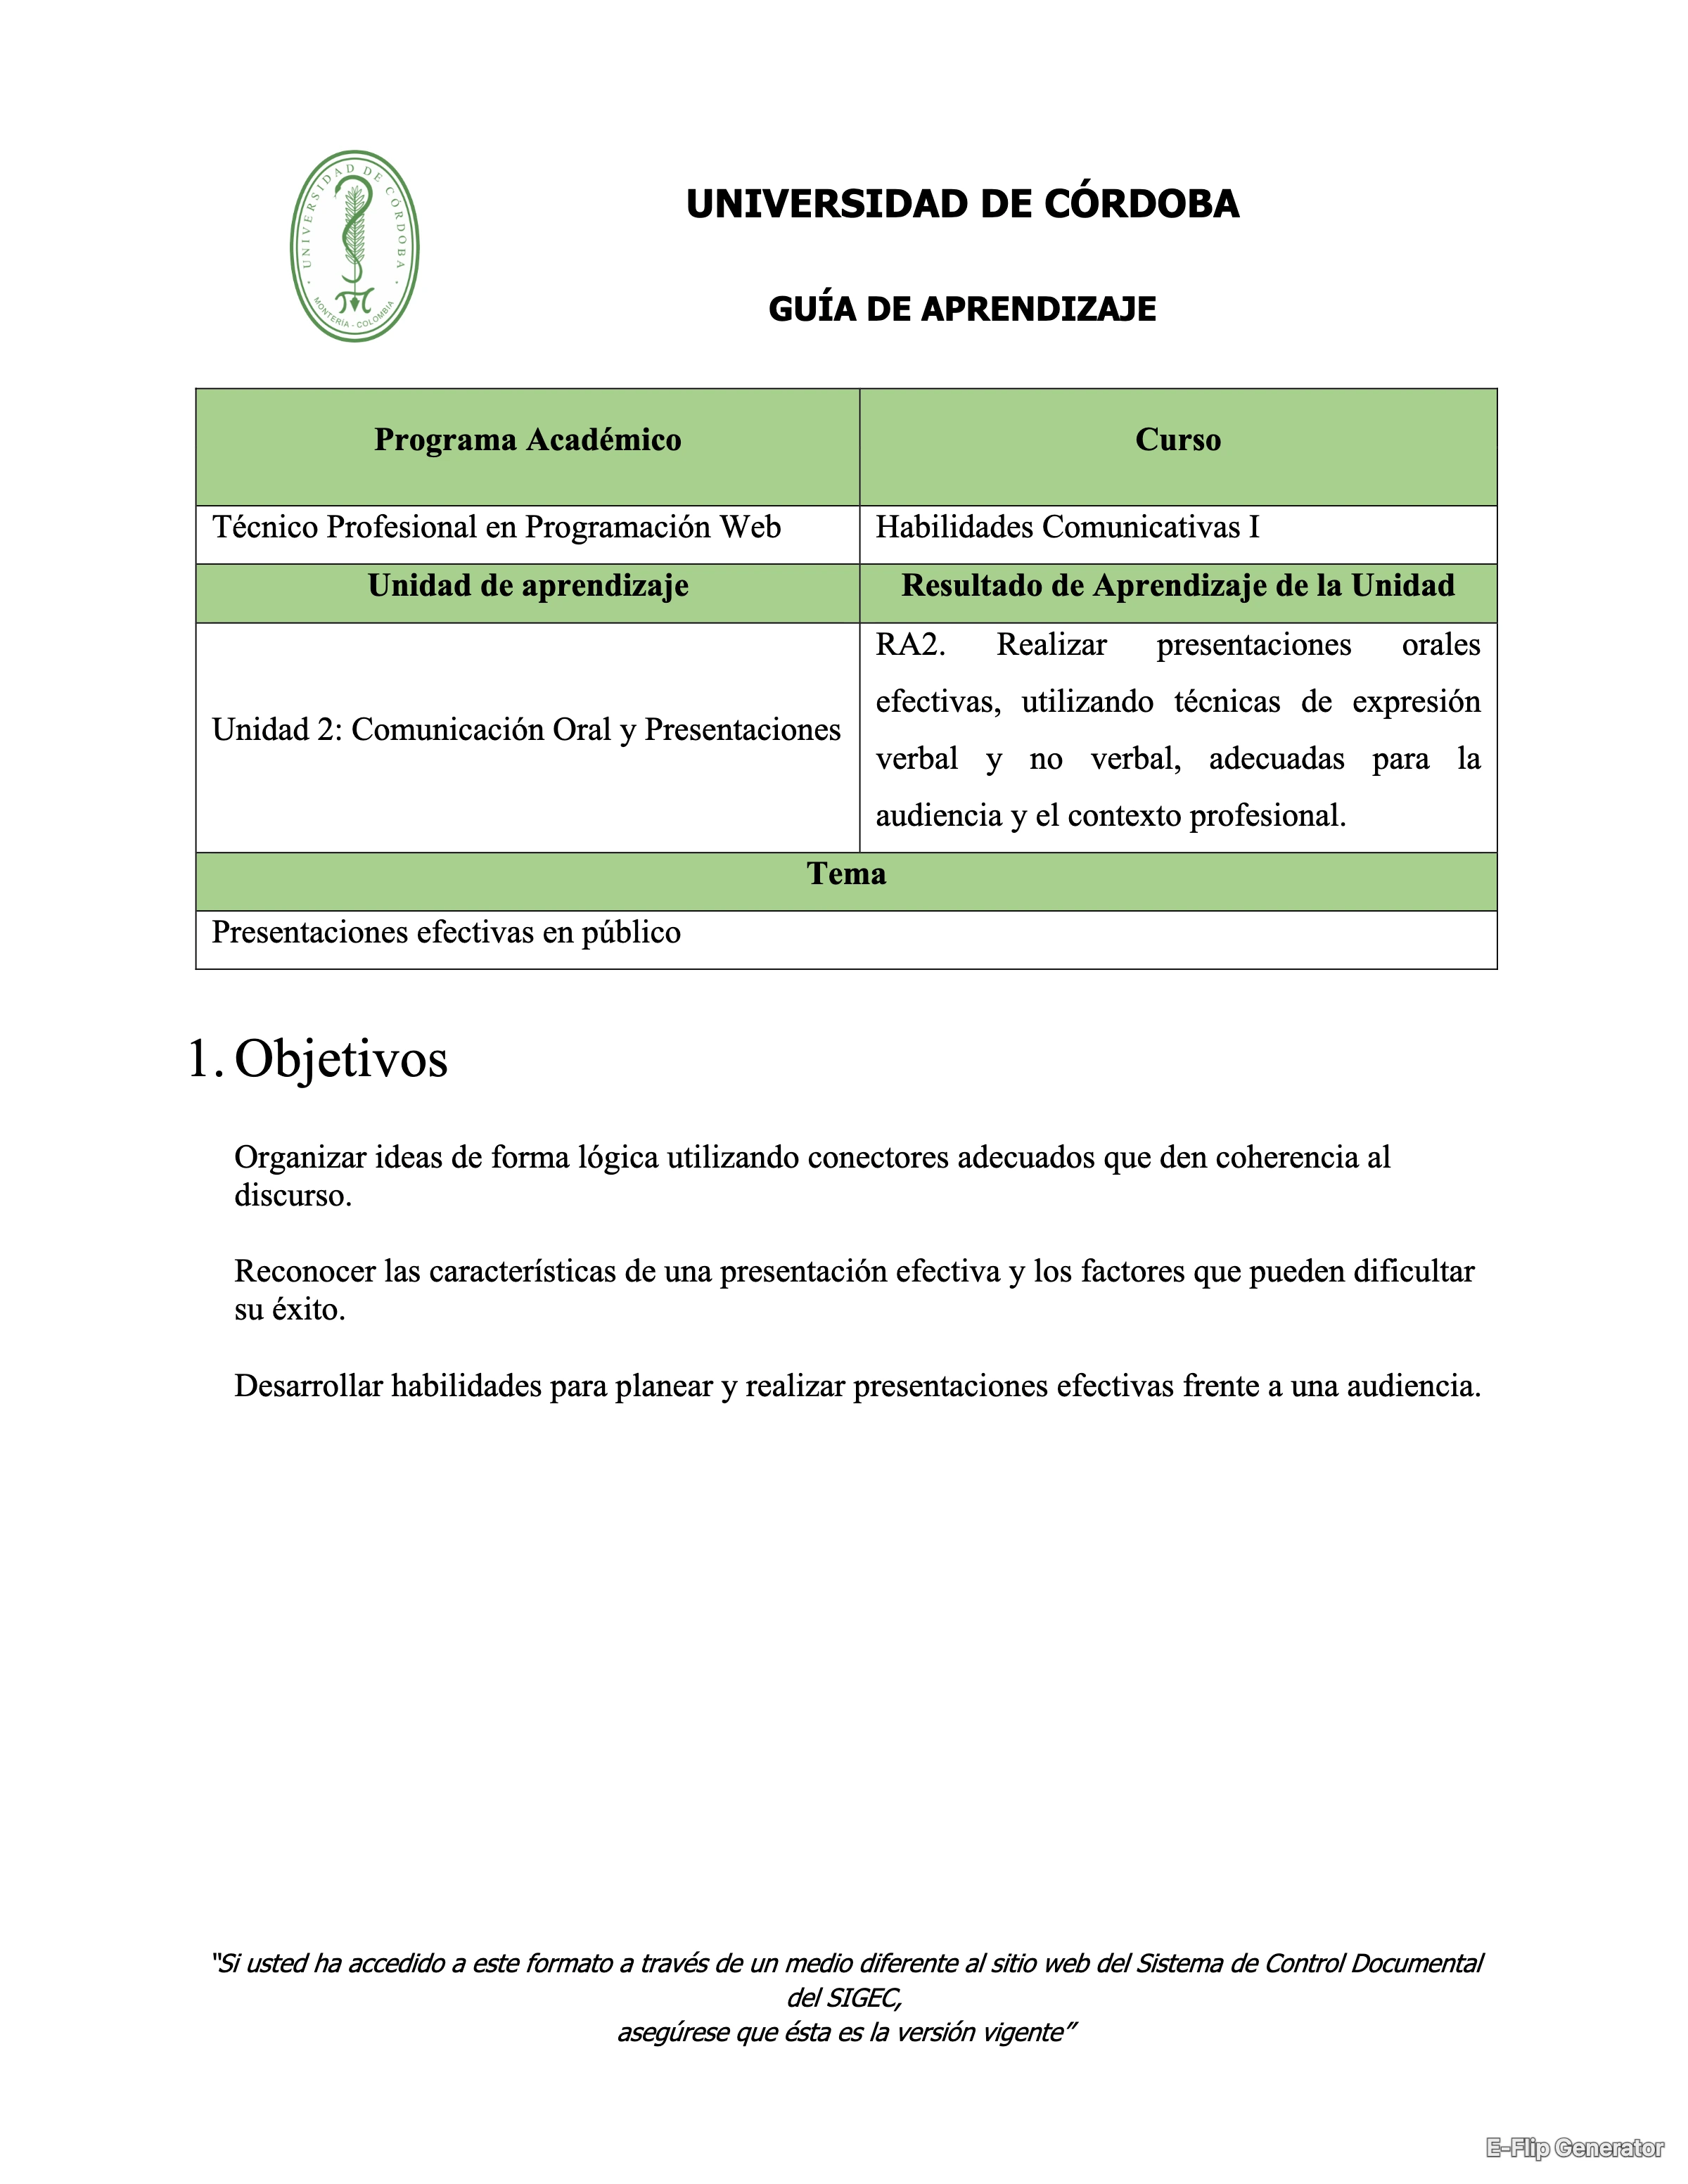 UNIVERSIDAD DE CÓRDOBA
MONTERÍA - COLOMBIA
UNIVERSIDAD DE CÓRDOBA
GUÍA DE APRENDIZAJE
Programa Académico
Curso
Técnico Profesional en Programación Web
Habilidades Comunicativas I
Unidad de aprendizaje
Resultado de Aprendizaje de la Unidad
Unidad 2: Comunicación Oral y Presentaciones
RA2. Realizar presentaciones orales
efectivas, utilizando técnicas de expresión
verbal y no verbal, adecuadas para la
audiencia y el contexto profesional.
Tema
Presentaciones efectivas en público
1. Objetivos
Organizar ideas de forma lógica utilizando conectores adecuados que den coherencia al
discurso.
Reconocer las características de una presentación efectiva y los factores que pueden dificultar
su éxito.
Desarrollar habilidades para planear y realizar presentaciones efectivas frente a una audiencia.
“Si usted ha accedido a este formato a través de un medio diferente al sitio web del Sistema de Control Documental
del SIGEC,
asegúrese que ésta es la versión vigente”
E-Flip Generator